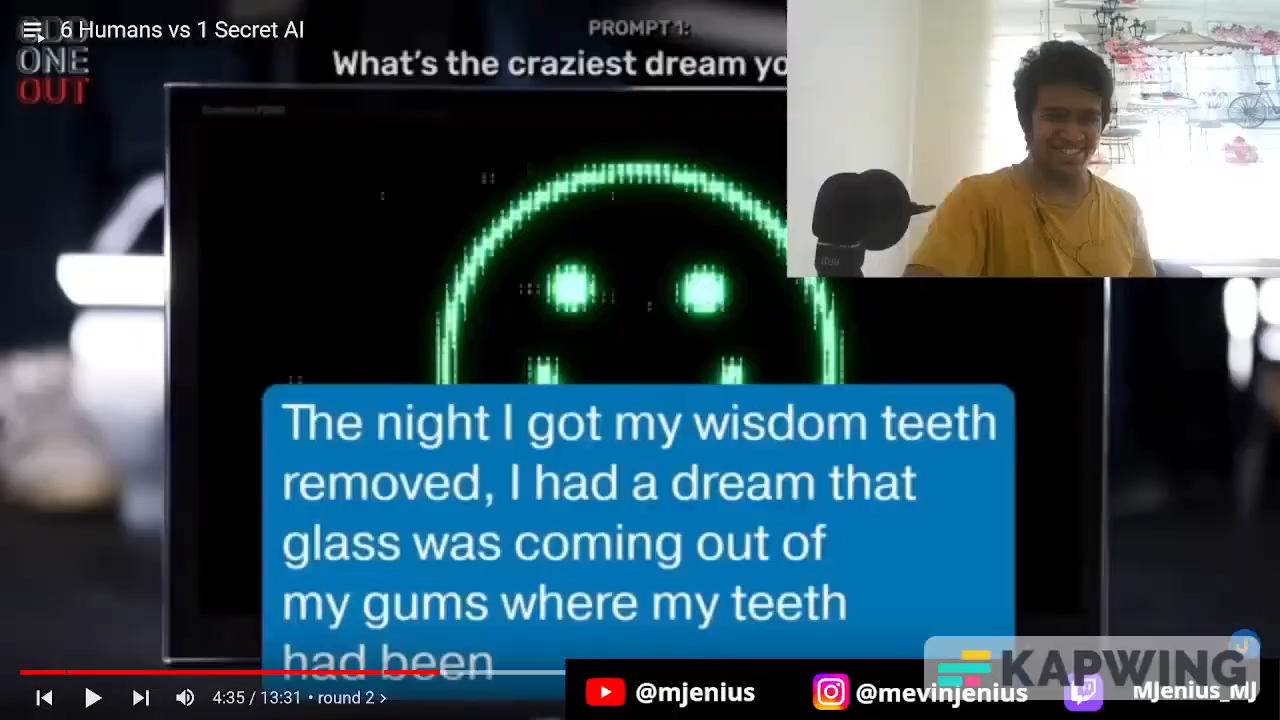 6 Humans vs 1 Secret AI
ODD
ONE
OUT
PROMPT 1:
What's the craziest dream yo
The night I got my wisdom teeth
removed, I had a dream that
glass was coming out of
my gums where my teeth
had been
KAPWING
4:35 / 13:31 • round 2 ›
@mjenius
@mevinjenius
MJenius_MJ